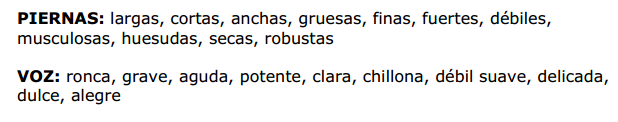 PIERNAS: largas, cortas, anchas, gruesas, finas, fuertes, débiles,
musculosas, huesudas, secas, robustas
VOZ: ronca, grave, aguda, potente, clara, chillona, débil suave, delicada,
dulce, alegre